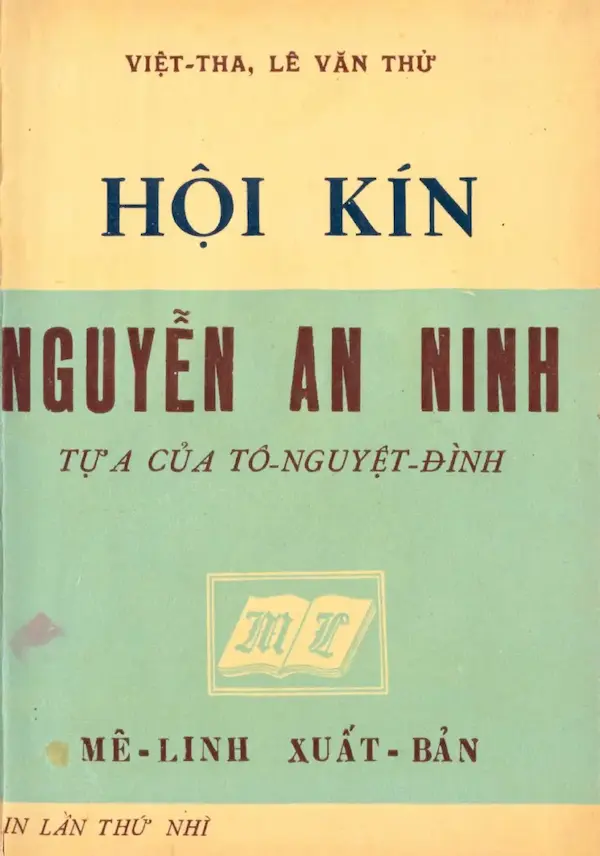 VIỆT-THA, LÊ VĂN THỬ
HỘI KÍN
NGUYỄN AN NINH
TỰA CỦA TÔ-NGUYỆT-ĐÌNH
M L
MÊ-LINH XUẤT-BẢN
IN LẦN THỨ NHÌ